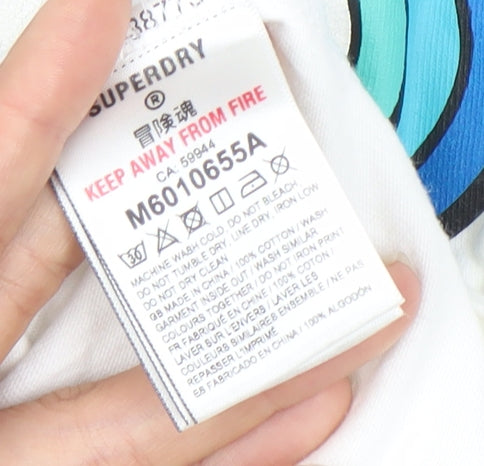 38773
SUPERDRY
®
冒険魂
KEEP AWAY FROM FIRE
CA: 59944
M6010655A
30
MACHINE WASH COLD, DO NOT BLEACH
DO NOT TUMBLE DRY, LINE DRY, IRON LOW
DO NOT DRY CLEAN
GB MADE IN CHINA / 100% COTTON / WASH
GARMENT INSIDE OUT / WASH SIMILAR
COLOURS TOGETHER / DO NOT IRON PRINT
FR FABRIQUÉ EN CHINE / 100% COTON /
LAVER SUR L'ENVERS / LAVER LES
COULEURS SIMILAIRES ENSEMBLE / NE PAS
REPASSER L'IMPRIMÉ
ES FABRICADO EN CHINA / 100% ALGODÓN